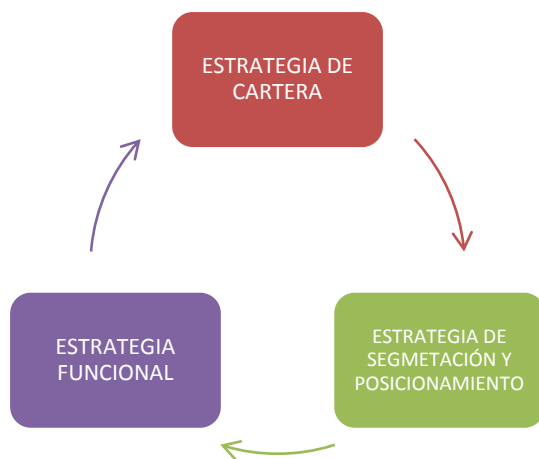 ESTRATEGIA DE
CARTERA
ESTRATEGIA DE
SEGMETACIÓN Y
POSICIONAMIENTO
ESTRATEGIA
FUNCIONAL